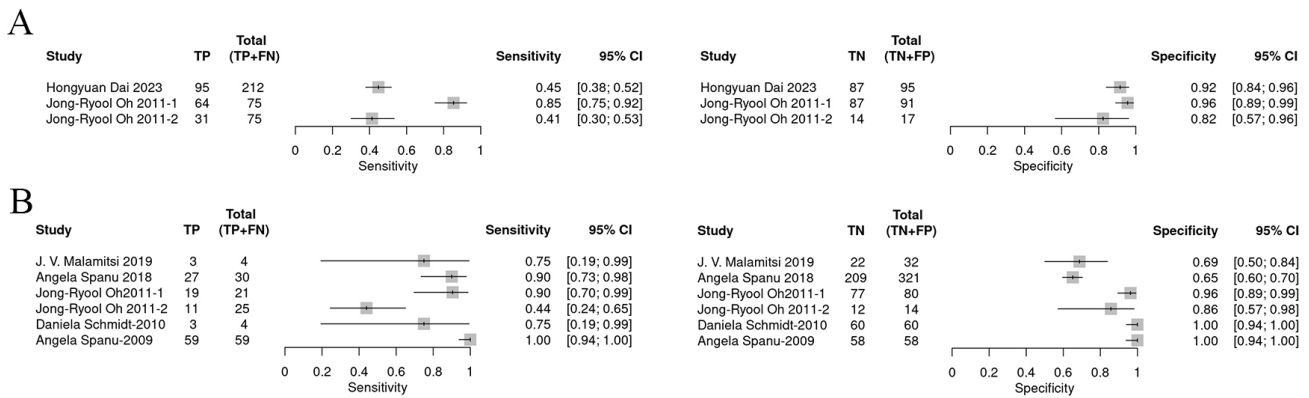 A
Total Total
Study TP (TP+FN) Sensitivity 95% CI Study TN (TN+FP) Specificity 95% CI
Hongyuan Dai 2023 95 212 0.45 [0.38; 0.52] Hongyuan Dai 2023 87 95 0.92 [0.84; 0.96]
Jong-Ryool Oh 2011-1 64 75 0.85 [0.75; 0.92] Jong-Ryool Oh 2011-1 87 91 0.96 [0.89; 0.99]
Jong-Ryool Oh 2011-2 31 75 0.41 [0.30; 0.53] Jong-Ryool Oh 2011-2 14 17 0.82 [0.57; 0.96]
0 0.2 0.4 0.6 0.8 1 0 0.2 0.4 0.6 0.8 1
Sensitivity Specificity
B
Total Total
Study TP (TP+FN) Sensitivity 95% CI Study TN (TN+FP) Specificity 95% CI
J. V. Malamitsi 2019 3 4 0.75 [0.19; 0.99] J. V. Malamitsi 2019 22 32 0.69 [0.50; 0.84]
Angela Spanu 2018 27 30 0.90 [0.73; 0.98] Angela Spanu 2018 209 321 0.65 [0.60; 0.70]
Jong-Ryool Oh2011-1 19 21 0.90 [0.70; 0.99] Jong-Ryool Oh2011-1 77 80 0.96 [0.89; 0.99]
Jong-Ryool Oh 2011-2 11 25 0.44 [0.24; 0.65] Jong-Ryool Oh 2011-2 12 14 0.86 [0.57; 0.98]
Daniela Schmidt-2010 3 4 0.75 [0.19; 0.99] Daniela Schmidt-2010 60 60 1.00 [0.94; 1.00]
Angela Spanu-2009 59 59 1.00 [0.94; 1.00] Angela Spanu-2009 58 58 1.00 [0.94; 1.00]
0 0.2 0.4 0.6 0.8 1 0 0.2 0.4 0.6 0.8 1
Sensitivity Specificity